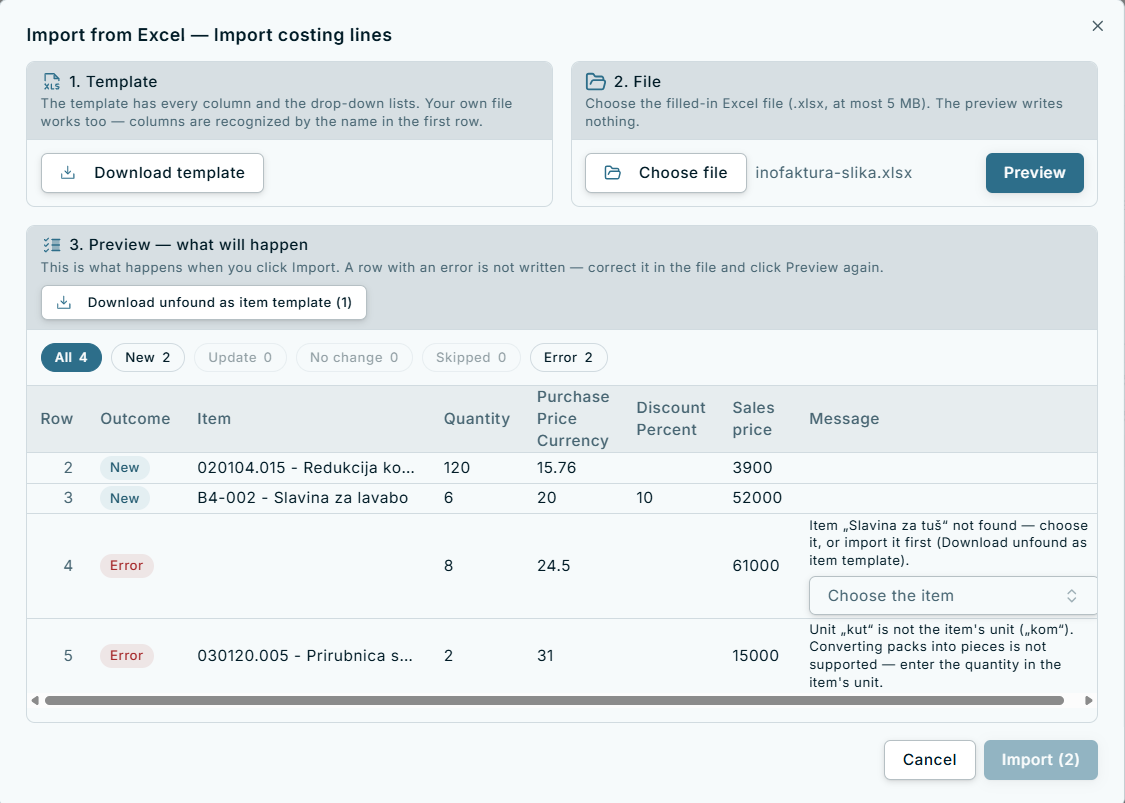 Import from Excel — Import costing lines
1. Template
The template has every column and the drop-down lists. Your own file
works too — columns are recognized by the name in the first row.
Download template
2. File
Choose the filled-in Excel file (.xlsx, at most 5 MB). The preview writes
nothing.
Choose file
inofaktura-slika.xlsx
Preview
3. Preview — what will happen
This is what happens when you click Import. A row with an error is not written — correct it in the file and click Preview again.
Download unfound as item template (1)
All 4 New 2 Update 0 No change 0 Skipped 0 Error 2
Row Outcome Item Quantity Purchase Price Currency Discount Percent Sales price Message
2 New 020104.015 - Redukcija ko... 120 15.76 3900
3 New B4-002 - Slavina za lavabo 6 20 10 52000
4 Error 8 24.5 61000
Item „Slavina za tuš“ not found — choose
it, or import it first (Download unfound as
item template).
Choose the item
5 Error 030120.005 - Prirubnica s... 2 31 15000
Unit „kut“ is not the item's unit („kom“).
Converting packs into pieces is not
supported — enter the quantity in the
item's unit.
Cancel
Import (2)